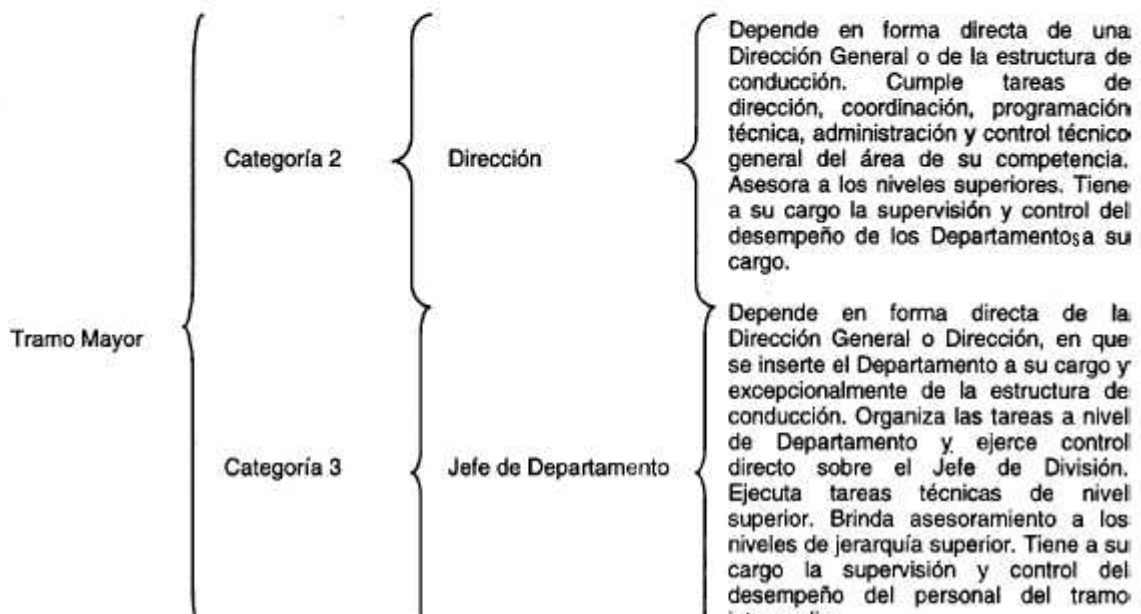 Depende en forma directa de una
Dirección General o de la estructura de
conducción. Cumple tareas de
dirección, coordinación, programación
técnica, administración y control técnico
Categoría 2 Dirección general del área de su competencia.
Asesora a los niveles superiores. Tiene
a su cargo la supervisión y control del
desempeño de los Departamentos a su
cargo.
Depende en forma directa de la
Tramo Mayor Dirección General o Dirección, en que
se inserte el Departamento a su cargo y
excepcionalmente de la estructura de
conducción. Organiza las tareas a nivel
de Departamento y ejerce control
Categoría 3 Jefe de Departamento directo sobre el Jefe de División.
Ejecuta tareas técnicas de nivel
superior. Brinda asesoramiento a los
niveles de jerarquía superior. Tiene a su
cargo la supervisión y control del
desempeño del personal del tramo